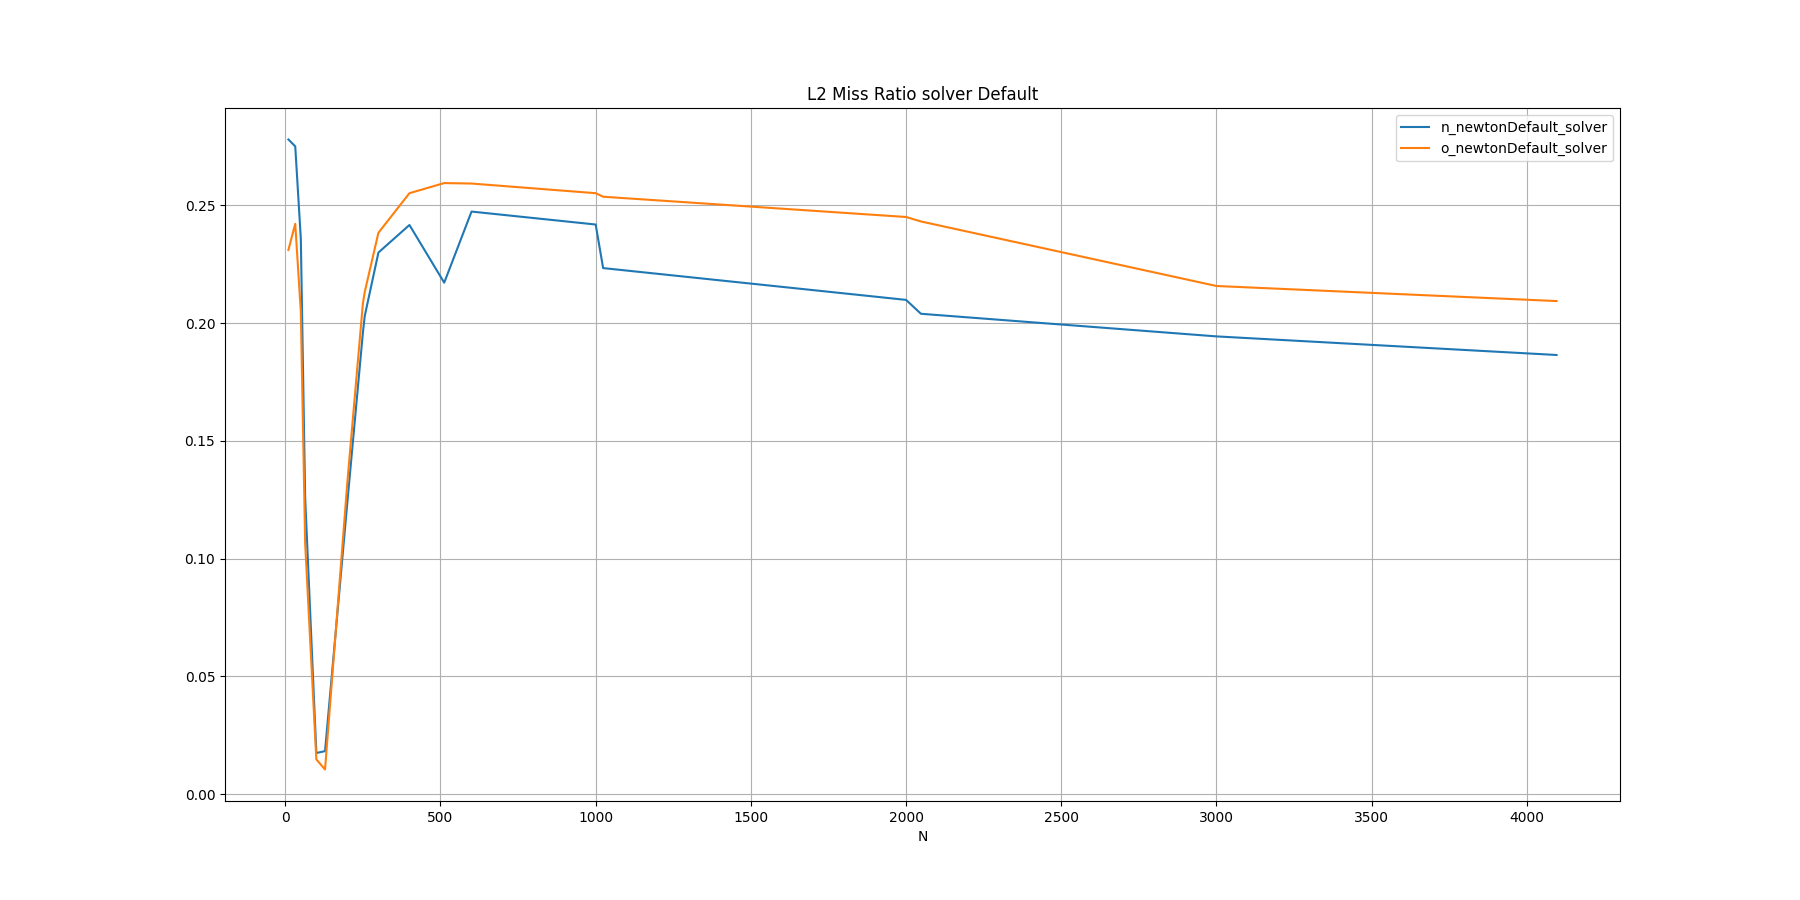 L2 Miss Ratio solver Default
n_newtonDefault_solver
o_newtonDefault_solver
0.25
0.20
0.15
0.10
0.05
0.00
0 500 1000 1500 2000 2500 3000 3500 4000
N